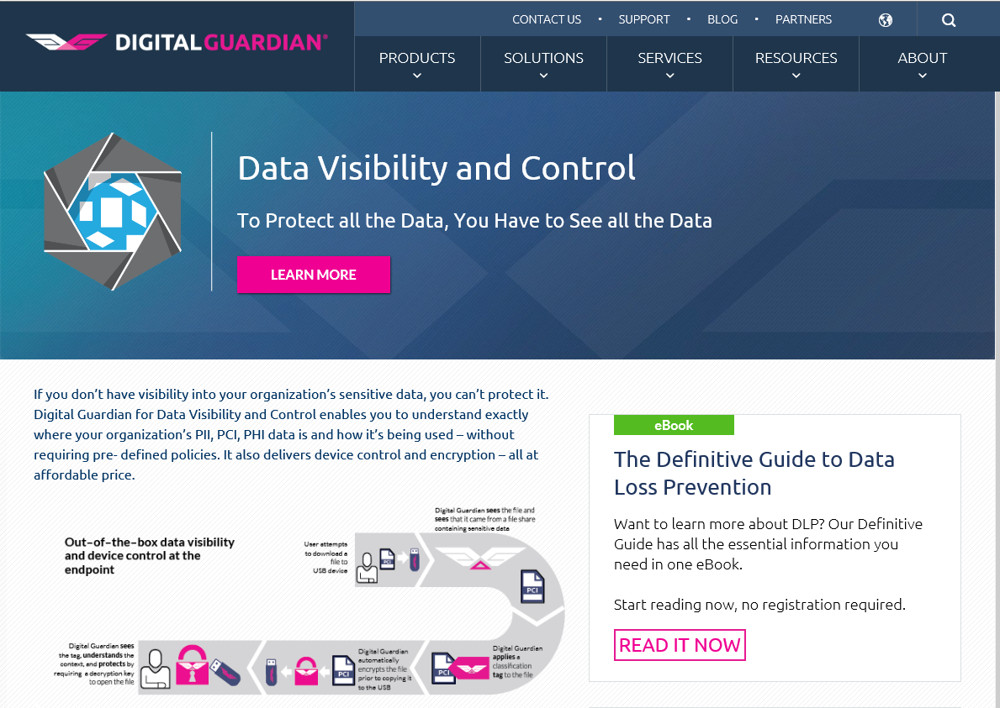 CONTACT US • SUPPORT • BLOG • PARTNERS
DIGITALGUARDIAN®
PRODUCTS SOLUTIONS SERVICES RESOURCES ABOUT
Data Visibility and Control
To Protect all the Data, You Have to See all the Data
LEARN MORE
If you don’t have visibility into your organization’s sensitive data, you can’t protect it.
Digital Guardian for Data Visibility and Control enables you to understand exactly
where your organization’s PII, PCI, PHI data is and how it’s being used – without
requiring pre- defined policies. It also delivers device control and encryption – all at
affordable price.
Out-of-the-box data visibility
and device control at the
endpoint
User attempts
to download a
file to
USB device
PCI
Digital Guardian sees the file and
sees that it came from a file share
containing sensitive data
PCI
Digital Guardian
applies a
classification
tag to the file
PCI
Digital Guardian
automatically
encrypts the file
prior to copying it
to the USB
PCI
Digital Guardian sees
the tag, understands the
context, and protects by
requiring a decryption key
to open the file
eBook
The Definitive Guide to Data
Loss Prevention
Want to learn more about DLP? Our Definitive
Guide has all the essential information you
need in one eBook.
Start reading now, no registration required.
READ IT NOW